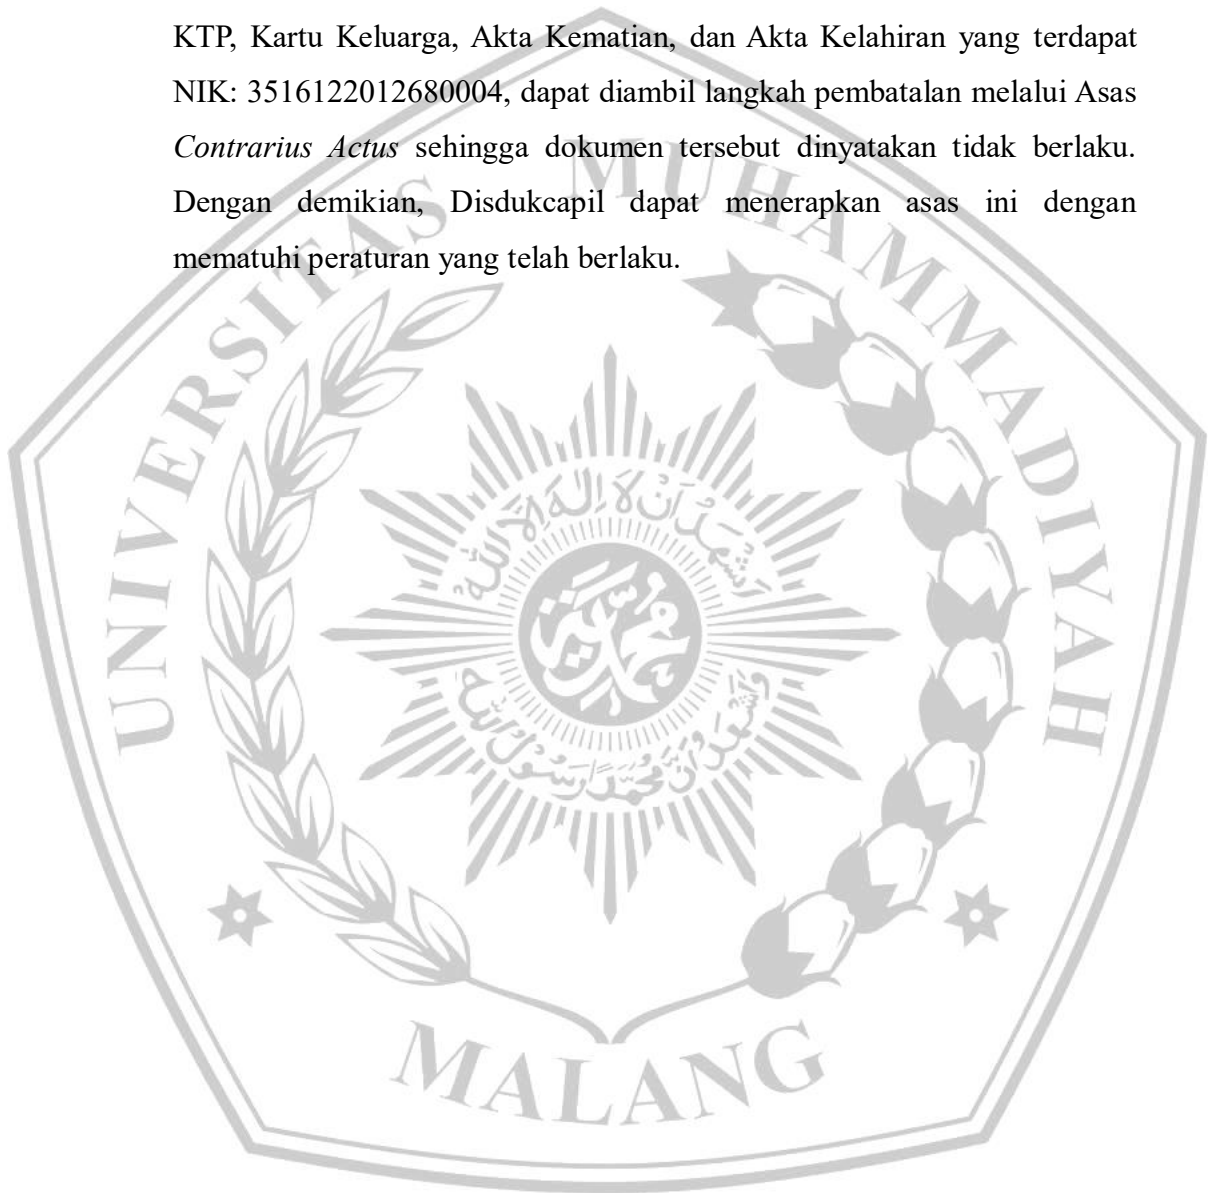 KTP, Kartu Keluarga, Akta Kematian, dan Akta Kelahiran yang terdapat
NIK: 3516122012680004, dapat diambil langkah pembatalan melalui Asas
Contrarius Actus sehingga dokumen tersebut dinyatakan tidak berlaku.
Dengan demikian, Disdukcapil dapat menerapkan asas ini dengan
mematuhi peraturan yang telah berlaku.
UNIVERSITAS MUHAMMADIYAH
MALANG